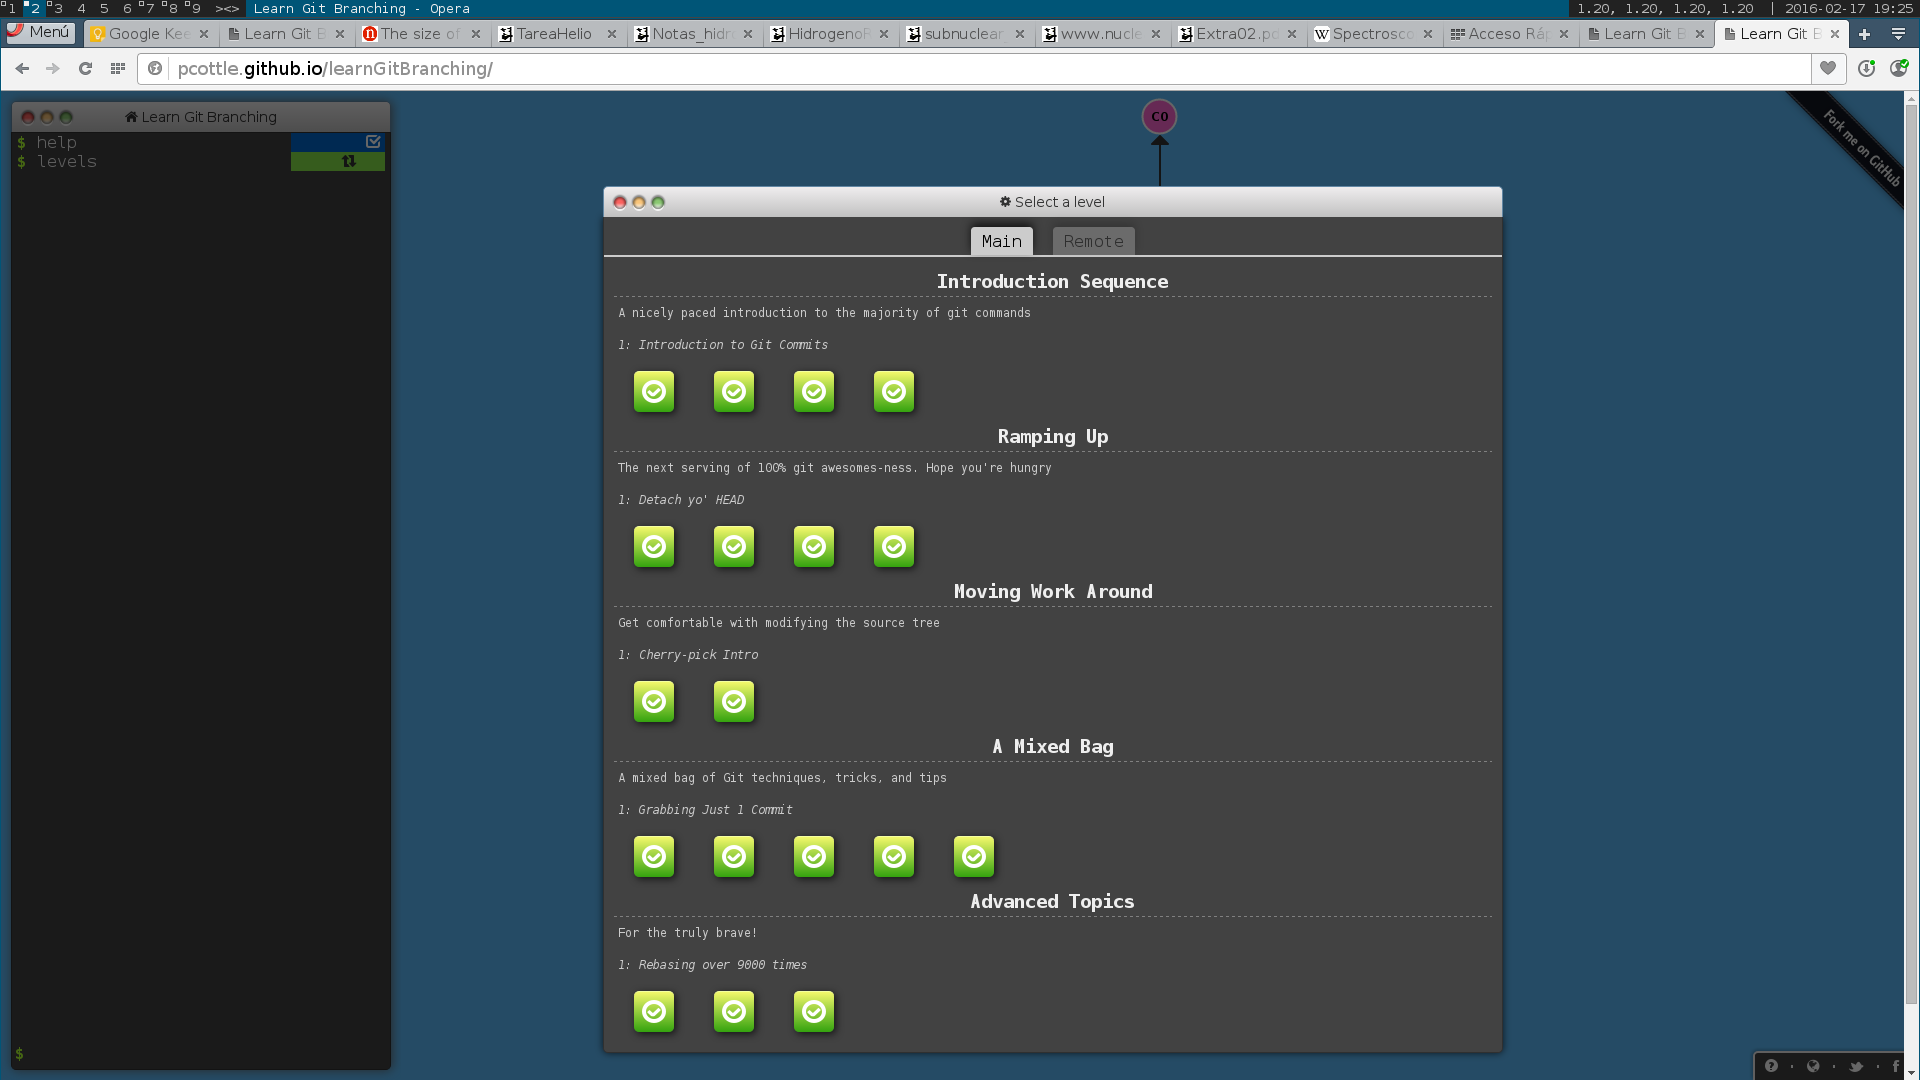 1 2 3 4 5 6 7 8 9 ><> Learn Git Branching - Opera 1.20, 1.20, 1.20, 1.20 | 2016-02-17 19:25
Menú Google Kee Learn Git B The size of TareaHelio Notas_hidr HidrogenoR subnuclear www.nucle Extra02.pd Spectrosco Acceso Ráp Learn Git B Learn Git B
pcottle.github.io/learnGitBranching/
Learn Git Branching
$ help
$ levels
$
C0
Fork me on GitHub
Select a level
Main Remote
Introduction Sequence
A nicely paced introduction to the majority of git commands
1: Introduction to Git Commits
Ramping Up
The next serving of 100% git awesomes-ness. Hope you're hungry
1: Detach yo' HEAD
Moving Work Around
Get comfortable with modifying the source tree
1: Cherry-pick Intro
A Mixed Bag
A mixed bag of Git techniques, tricks, and tips
1: Grabbing Just 1 Commit
Advanced Topics
For the truly brave!
1: Rebasing over 9000 times